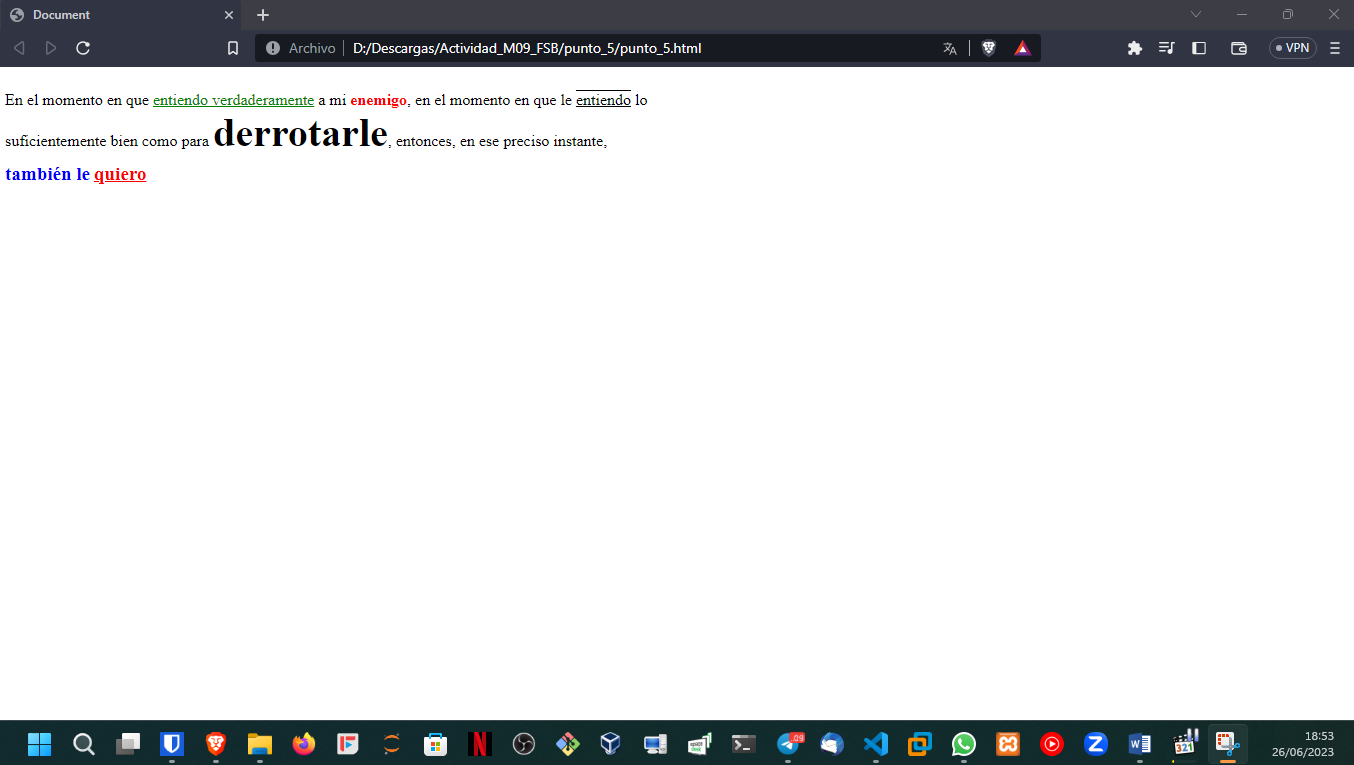 Document
Archivo D:/Descargas/Actividad_M09_FSB/punto_5/punto_5.html
VPN
En el momento en que entiendo verdaderamente a mi enemigo, en el momento en que le entiendo lo
suficientemente bien como para derrotarle, entonces, en ese preciso instante,
también le quiero
18:53
26/06/2023